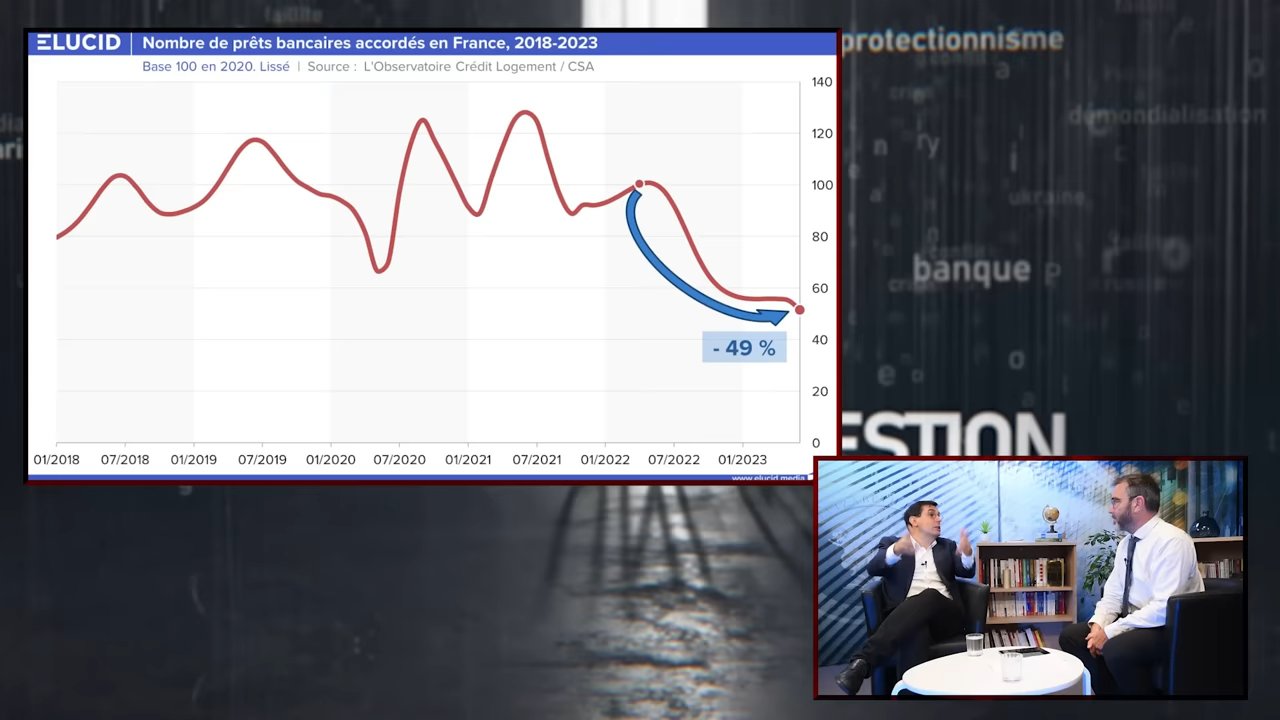 ELUCID
Nombre de prêts bancaires accordés en France, 2018-2023
Base 100 en 2020. Lissé | Source : L'Observatoire Crédit Logement / CSA
140
120
100
80
60
40
20
0
- 49 %
01/2018 07/2018 01/2019 07/2019 01/2020 07/2020 01/2021 07/2021 01/2022 07/2022 01/2023
www.elucid.media
protectionnisme
démondialisation
ry
ukraine
banque
ESTION